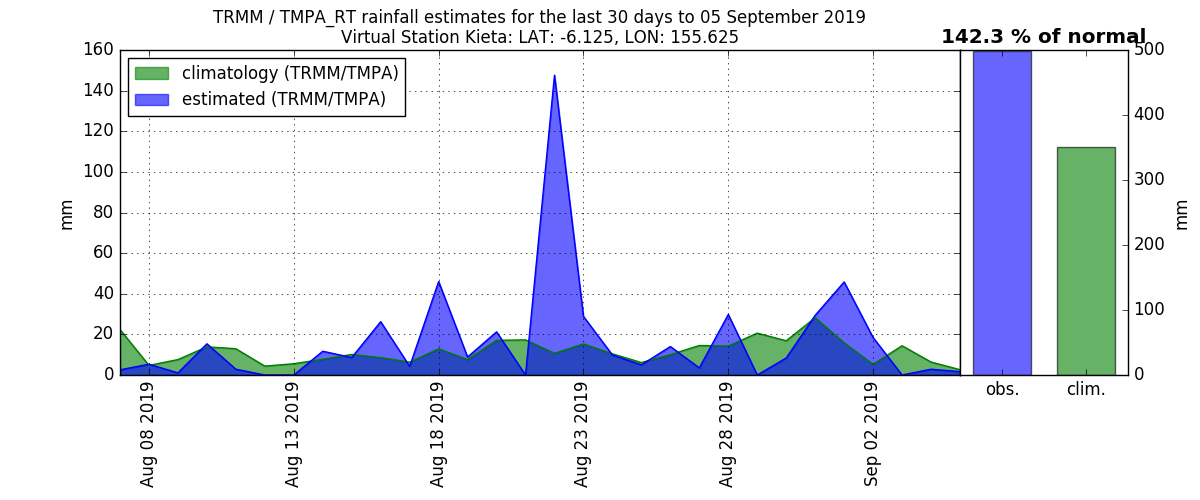 TRMM / TMPA_RT rainfall estimates for the last 30 days to 05 September 2019
Virtual Station Kieta: LAT: -6.125, LON: 155.625
142.3 % of normal
climatology (TRMM/TMPA)
estimated (TRMM/TMPA)
mm
160
140
120
100
80
60
40
20
0
Aug 08 2019
Aug 13 2019
Aug 18 2019
Aug 23 2019
Aug 28 2019
Sep 02 2019
500
400
300
200
100
0
mm
obs.
clim.